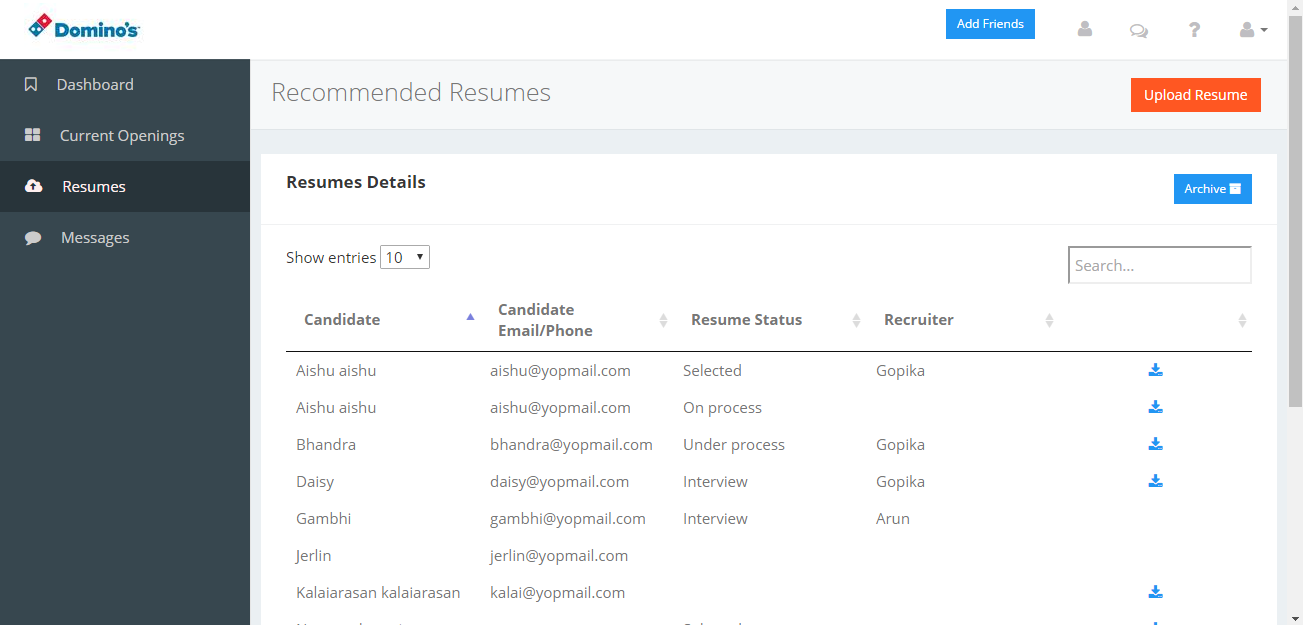 Domino's
Add Friends
?
Dashboard
Current Openings
Resumes
Messages
Recommended Resumes
Upload Resume
Resumes Details
Archive
Show entries 10
Search...
Candidate
Candidate
Email/Phone
Resume Status
Recruiter
Aishu aishu aishu@yopmail.com Selected Gopika
Aishu aishu aishu@yopmail.com On process
Bhandra bhandra@yopmail.com Under process Gopika
Daisy daisy@yopmail.com Interview Gopika
Gambhi gambhi@yopmail.com Interview Arun
Jerlin jerlin@yopmail.com
Kalaiarasan kalaiarasan kalai@yopmail.com